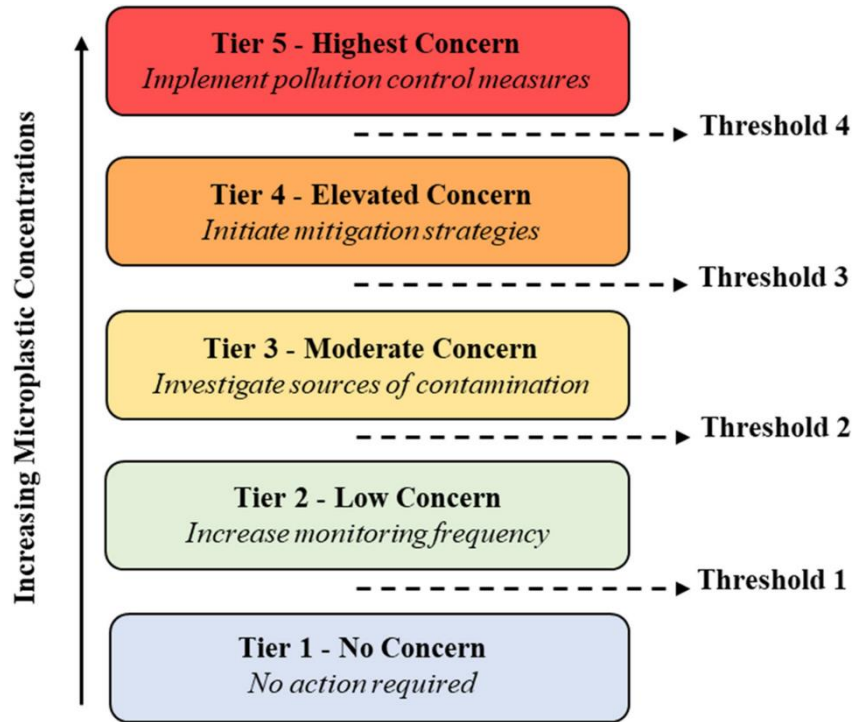 Increasing Microplastic Concentrations
Tier 5 - Highest Concern
Implement pollution control measures
Threshold 4
Tier 4 - Elevated Concern
Initiate mitigation strategies
Threshold 3
Tier 3 - Moderate Concern
Investigate sources of contamination
Threshold 2
Tier 2 - Low Concern
Increase monitoring frequency
Threshold 1
Tier 1 - No Concern
No action required